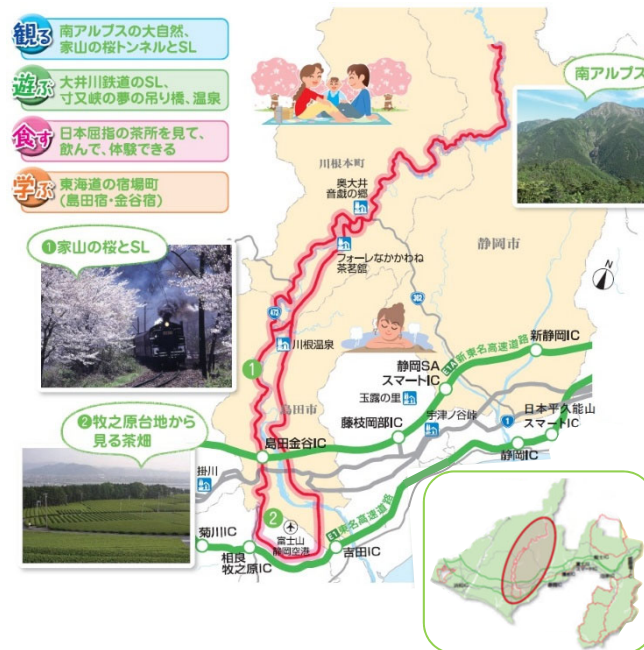 観る
南アルプスの大自然、
家山の桜トンネルとSL
遊ぶ
大井川鉄道のSL、
寸又峡の夢の吊り橋、温泉
食す
日本屈指の茶所を見て、
飲んで、体験できる
学ぶ
東海道の宿場町
(島田宿・金谷宿)
南アルプス
川根本町
奥大井
音戯の郷
静岡市
フォーレなかかわね
茶茗舘
❶家山の桜とSL
362
473
川根温泉
1
新静岡IC
E1A 新東名高速道路
静岡SA
スマートIC
玉露の里
宇津ノ谷峠
1
日本平久能山
スマートIC
島田市
藤枝岡部IC
静岡IC
❷牧之原台地から
見る茶畑
島田金谷IC
掛川
E1 東名高速道路
2
富士山
静岡空港
菊川IC
相良
牧之原IC
吉田IC
N